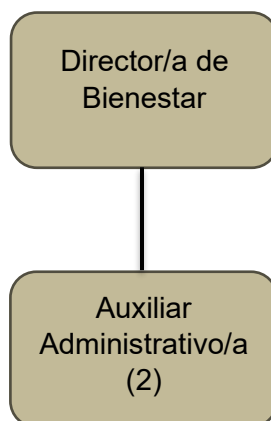 Director/a de
Bienestar
Auxiliar
Administrativo/a
(2)